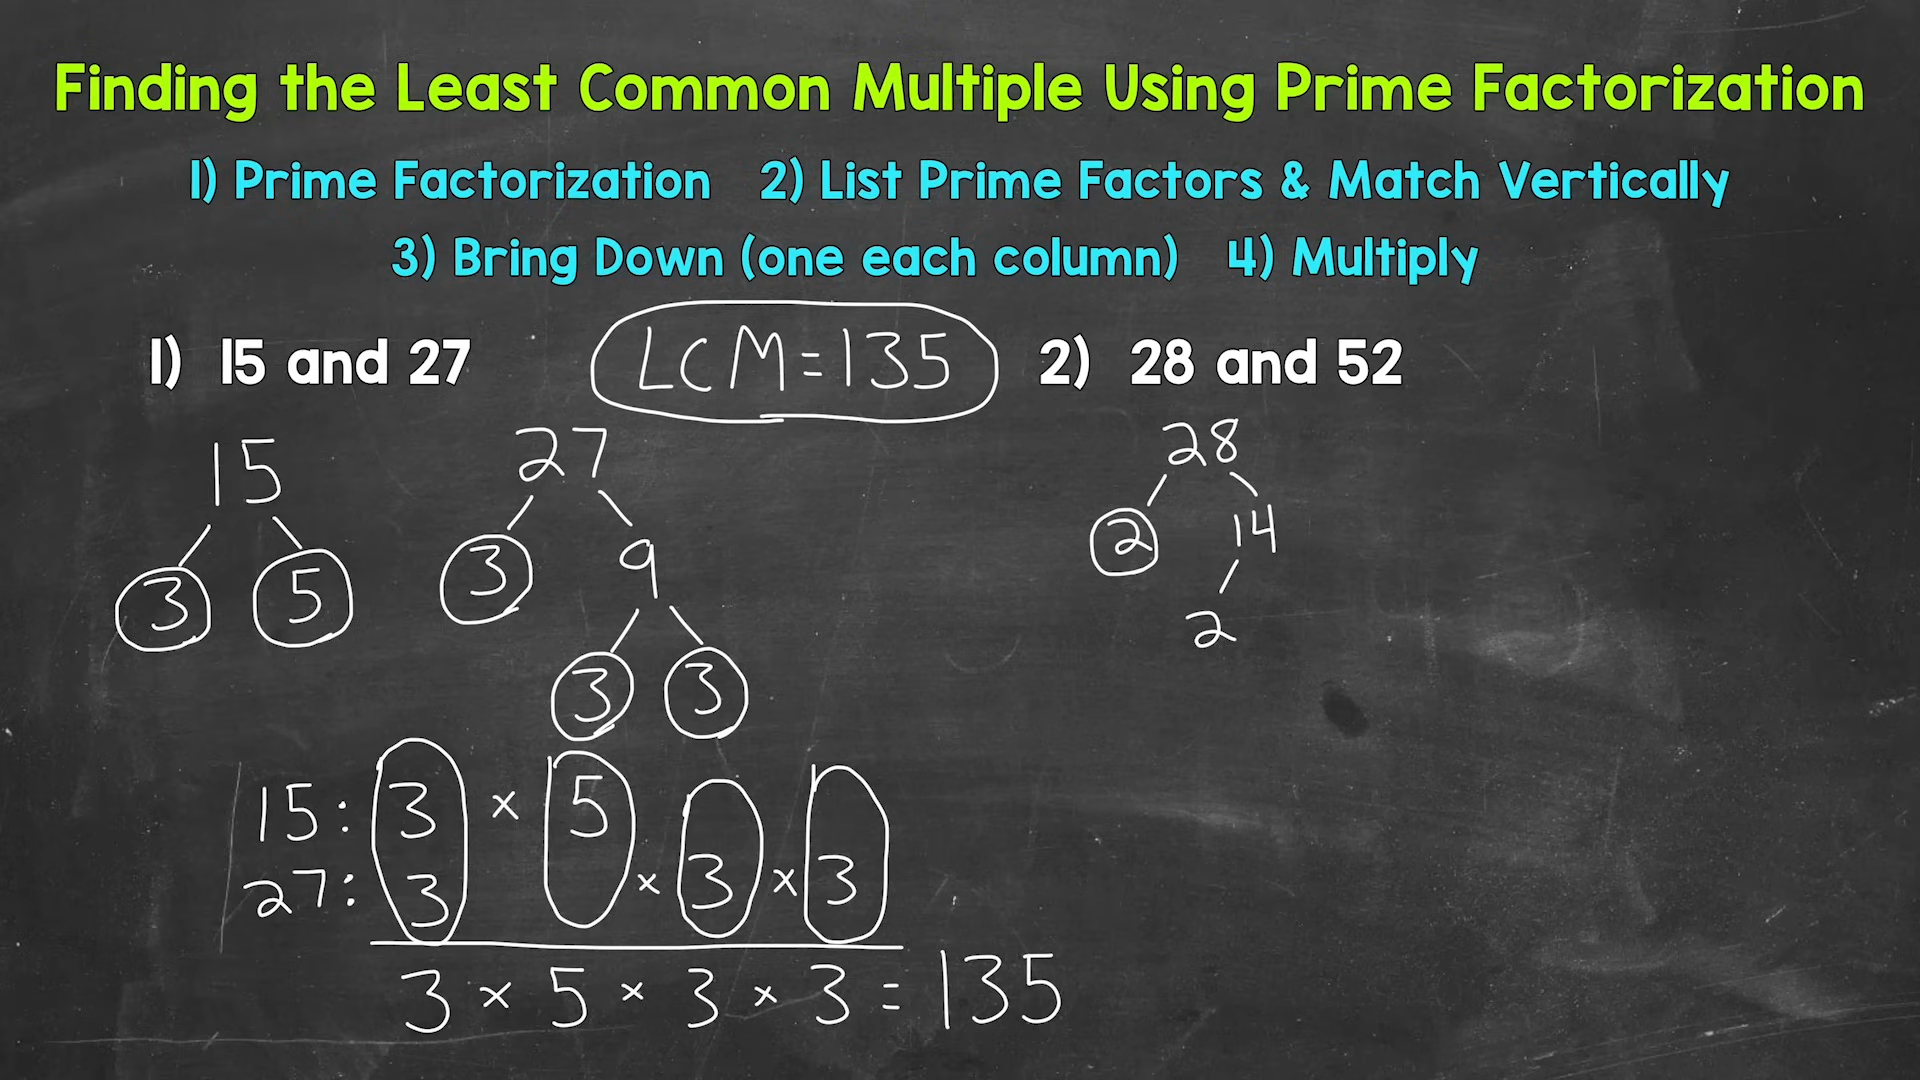 Finding the Least Common Multiple Using Prime Factorization
1) Prime Factorization 2) List Prime Factors & Match Vertically
3) Bring Down (one each column) 4) Multiply
1) 15 and 27
LCM=135
2) 28 and 52
15
3 5
27
3 9
3 3
15: 3 × 5
27: 3 × 3 × 3
3 × 5 × 3 × 3 = 135
28
2 14
2